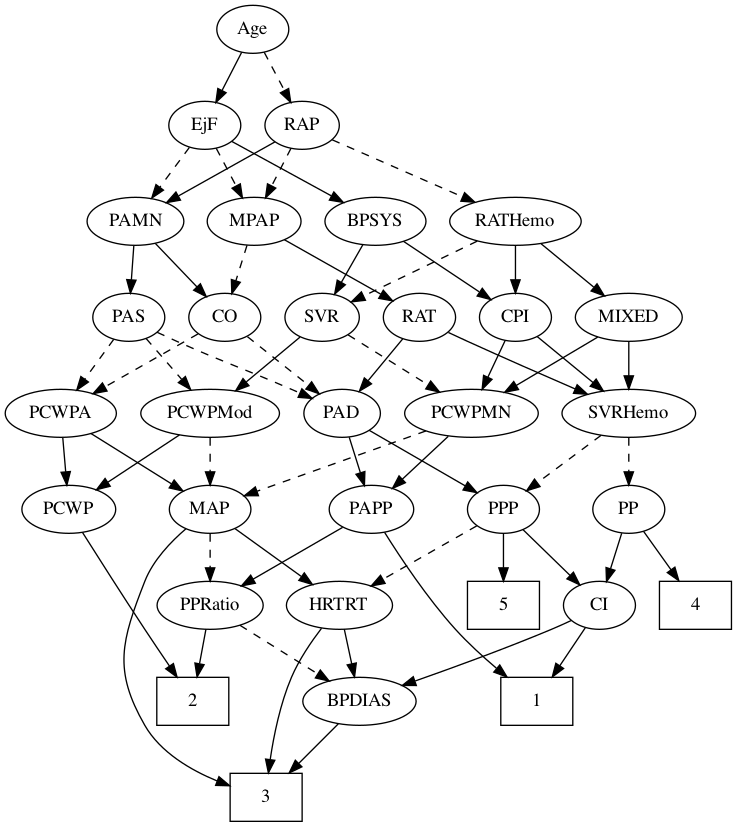 Age
EjF
RAP
PAMN
MPAP
BPSYS
RATHemo
PAS
CO
SVR
RAT
CPI
MIXED
PCWPA
PCWPMod
PAD
PCWPMN
SVRHemo
PCWP
MAP
PAPP
PPP
PP
PPRatio
HRTRT
5
CI
4
2
BPDIAS
1
3